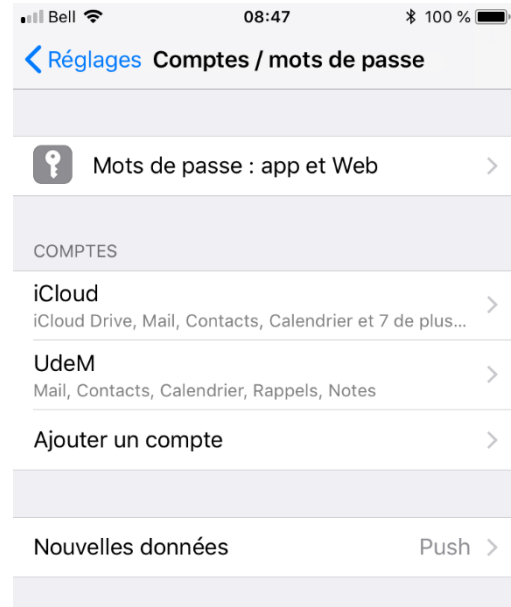 Bell 08:47 100 %
Réglages Comptes / mots de passe
Mots de passe : app et Web
COMPTES
iCloud
iCloud Drive, Mail, Contacts, Calendrier et 7 de plus...
UdeM
Mail, Contacts, Calendrier, Rappels, Notes
Ajouter un compte
Nouvelles données Push